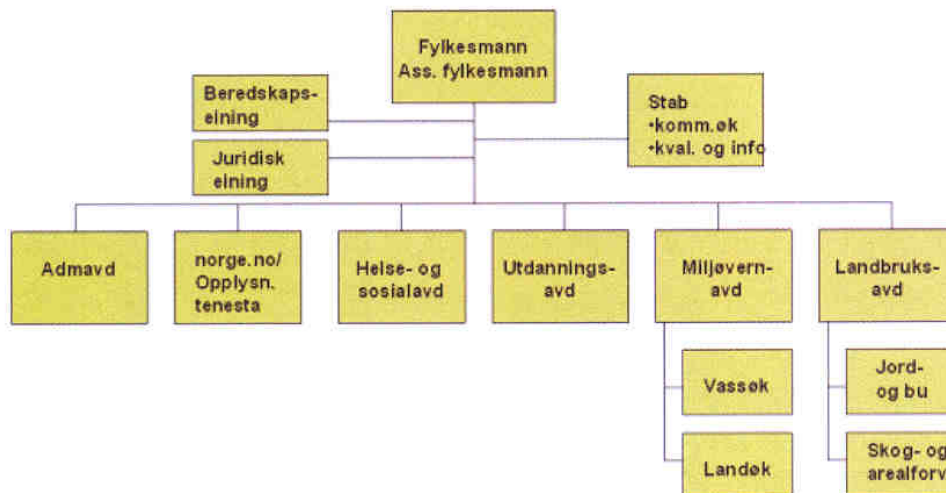 Fylkesmann
Ass. fylkesmann
Beredskaps-
eining
Stab
•komm.øk
•kval. og info
Juridisk
eining
Admavd
norge.no/
Opplysn.
tenesta
Helse- og
sosialavd
Utdannings-
avd
Miljøvern-
avd
Landbruks-
avd
Vassøk
Jord-
og bu
Landøk
Skog- og
arealforv